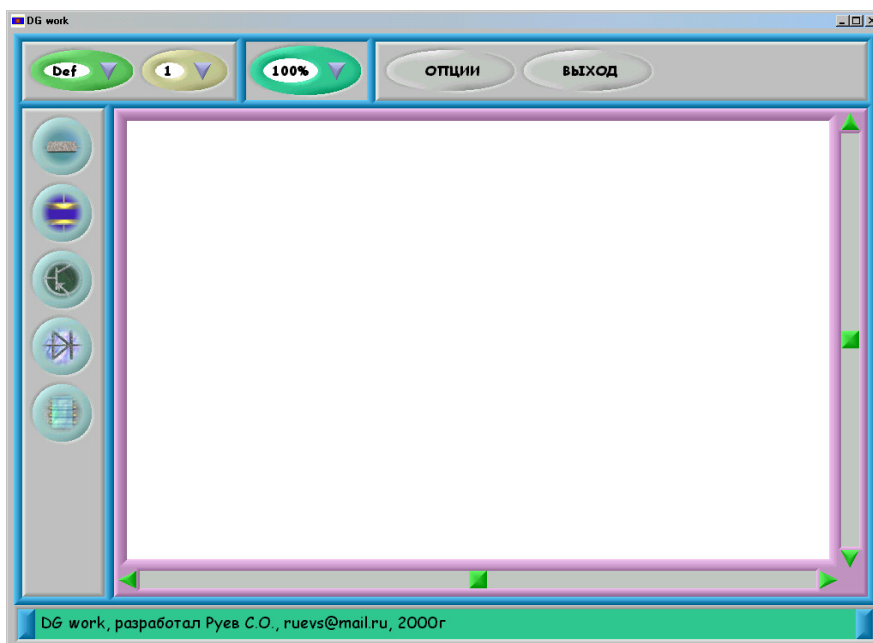 DG work
Def 1 100% ОПЦИИ ВЫХОД
DG work, разработал Руев С.О., ruevs@mail.ru, 2000г